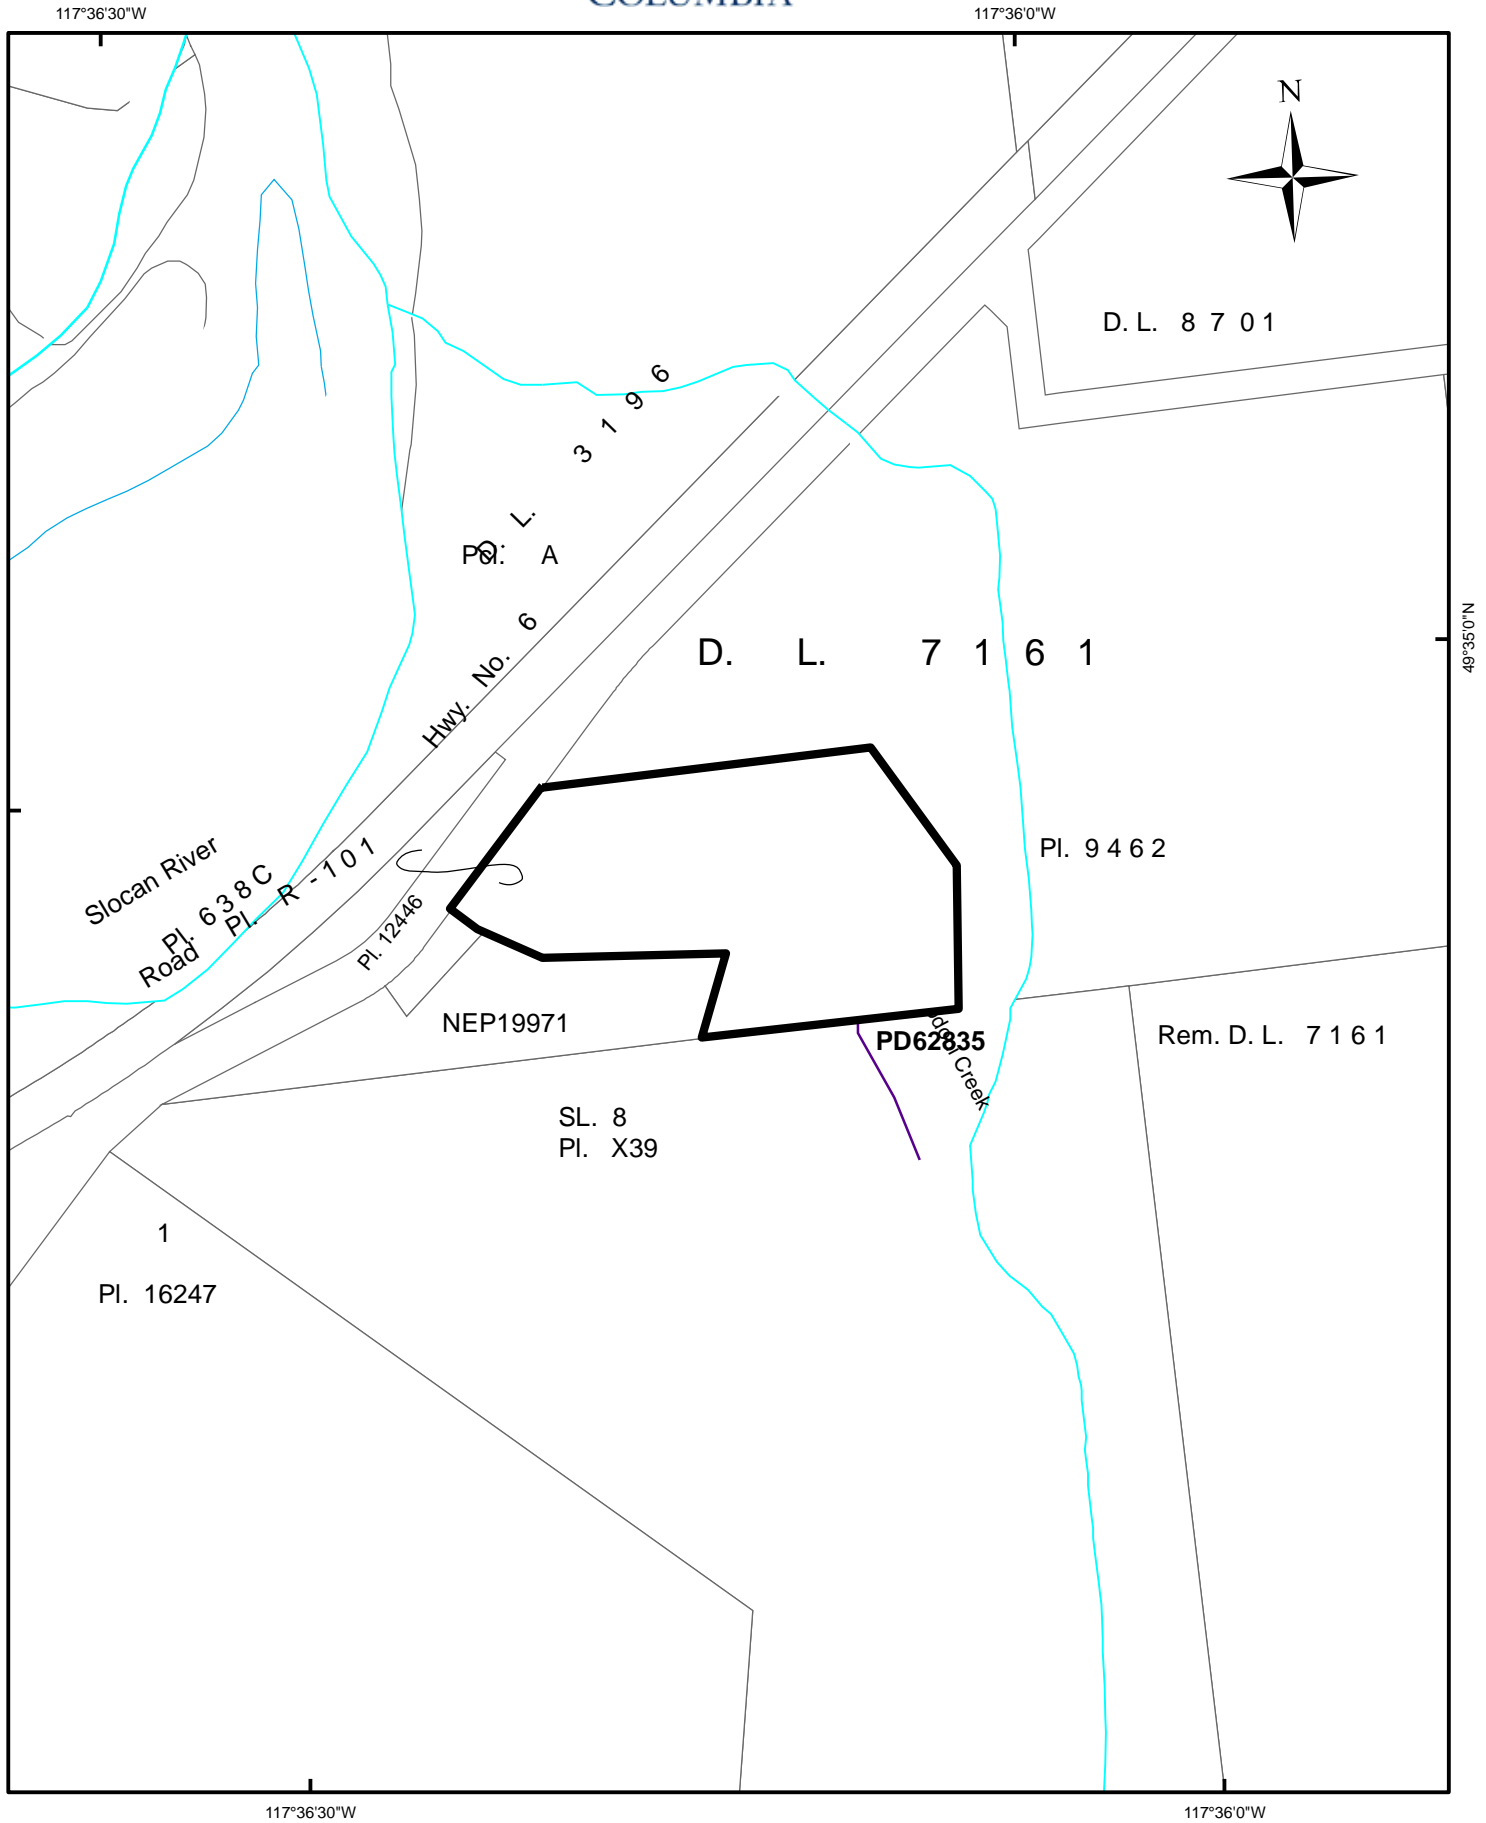 COLUMBIA
117°36'30"W
117°36'0"W
N
D. L. 8 7 0 1
D. L. 3 1 9 6
Pcl. A
Hwy. No. 6
D. L. 7 1 6 1
49°35'0"N
Slocan River
Pl. 6 3 8 C
Road Pl. R - 1 0 1
Pl. 12446
Pl. 9 4 6 2
NEP19971
PD62835
Creek
Rem. D. L. 7 1 6 1
SL. 8
Pl. X39
1
Pl. 16247
117°36'30"W
117°36'0"W